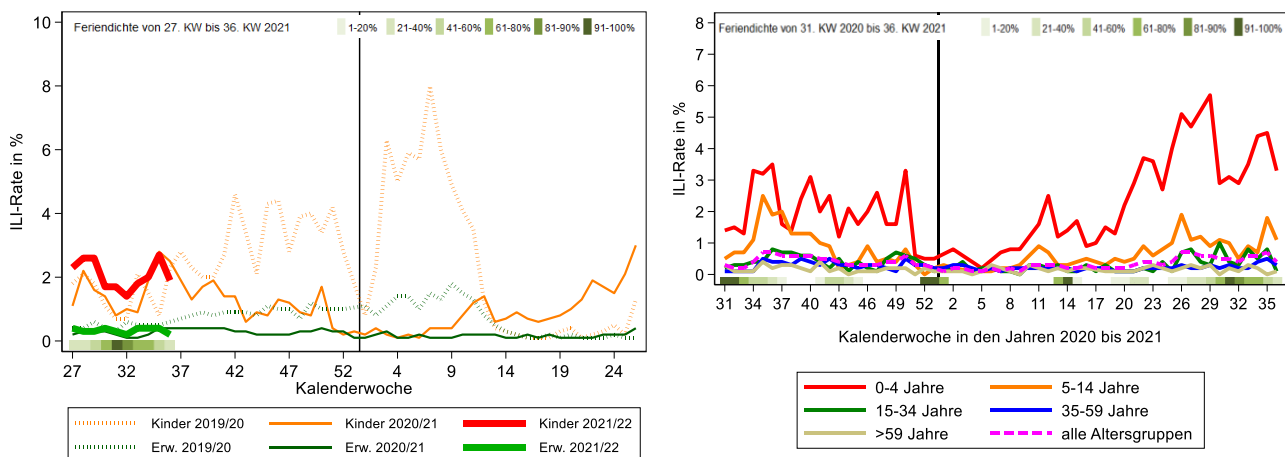 Feriendichte von 27. KW bis 36. KW 2021
1-20% 21-40% 41-60% 61-80% 81-90% 91-100%
ILI-Rate in %
10
8
6
4
2
0
27 32 37 42 47 4 9 14 19 24
Kalenderwoche
Kinder 2019/20 Kinder 2020/21 Kinder 2021/22
Erw. 2019/20 Erw. 2020/21 Erw. 2021/22
Feriendichte von 31. KW 2020 bis 36. KW 2021
1-20% 21-40% 41-60% 61-80% 81-90% 91-100%
ILI-Rate in %
8
7
6
5
4
3
2
1
0
31 34 37 40 43 46 49 52 2 5 8 11 14 17 20 23 26 29 32 35
Kalenderwoche in den Jahren 2020 bis 2021
0-4 Jahre 5-14 Jahre
15-34 Jahre 35-59 Jahre
>59 Jahre alle Altersgruppen